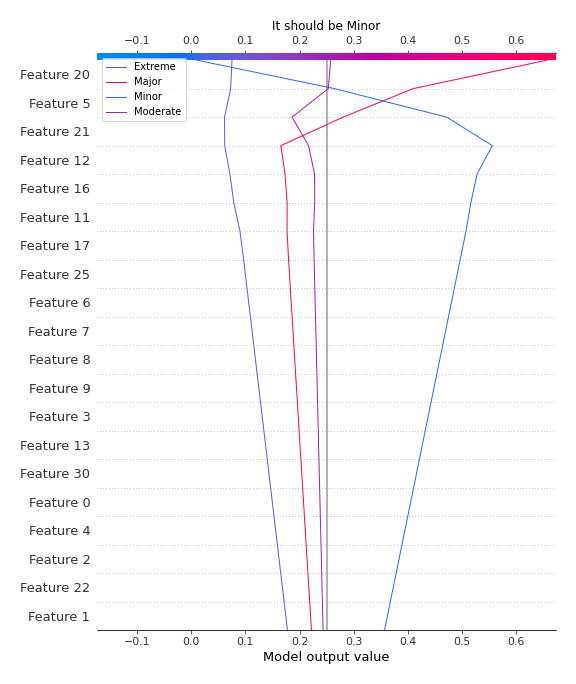 It should be Minor
−0.1 0.0 0.1 0.2 0.3 0.4 0.5 0.6
Extreme
Major
Minor
Moderate
Feature 20
Feature 5
Feature 21
Feature 12
Feature 16
Feature 11
Feature 17
Feature 25
Feature 6
Feature 7
Feature 8
Feature 9
Feature 3
Feature 13
Feature 30
Feature 0
Feature 4
Feature 2
Feature 22
Feature 1
−0.1 0.0 0.1 0.2 0.3 0.4 0.5 0.6
Model output value